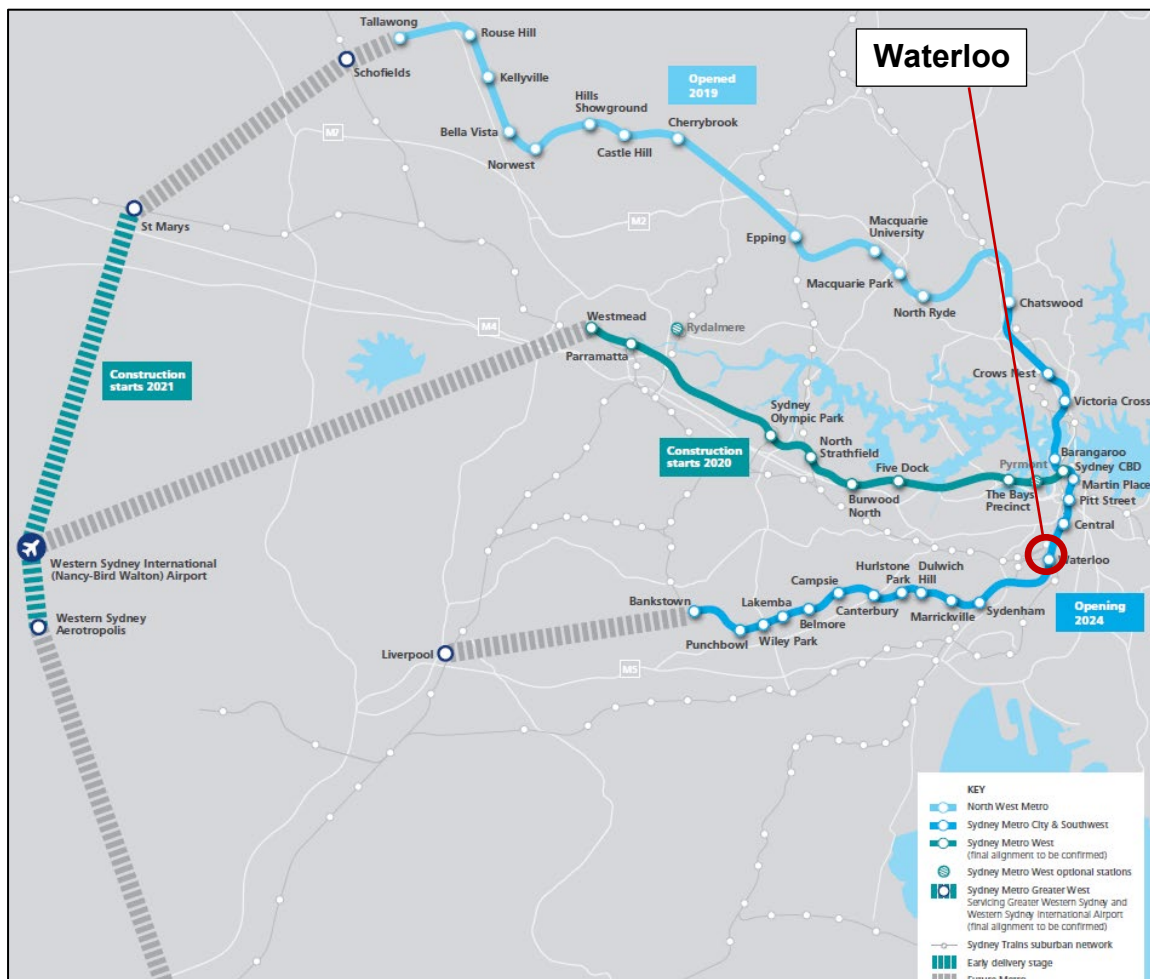 Tallawong
Rouse Hill
Schofields
Kellyville
Opened
2019
Waterloo
Hills
Showground
Cherrybrook
M7
Bella Vista
Castle Hill
Norwest
St Marys
M2
Macquarie
University
Epping
Macquarie Park
North Ryde
Chatswood
Westmead
M4
Rydalmere
Parramatta
Construction
starts 2021
Crows Nest
Victoria Cross
Sydney
Olympic Park
North
Strathfield
Construction
starts 2020
Five Dock
Pyrmont
Barangaroo
Sydney CBD
Martin Place
Pitt Street
Burwood
North
The Bays
Precinct
Central
Western Sydney International
(Nancy-Bird Walton) Airport
Waterloo
Campsie
Hurlstone
Park
Dulwich
Hill
Bankstown
Lakemba
Belmore
Canterbury
Marrickville
Sydenham
Opening
2024
Western Sydney
Aerotropolis
Punchbowl
Wiley Park
Liverpool
M5
KEY
North West Metro
Sydney Metro City & Southwest
Sydney Metro West
(final alignment to be confirmed)
Sydney Metro West optional stations
Sydney Metro Greater West
Servicing Greater Western Sydney and
Western Sydney International Airport
(final alignment to be confirmed)
Sydney Trains suburban network
Early delivery stage